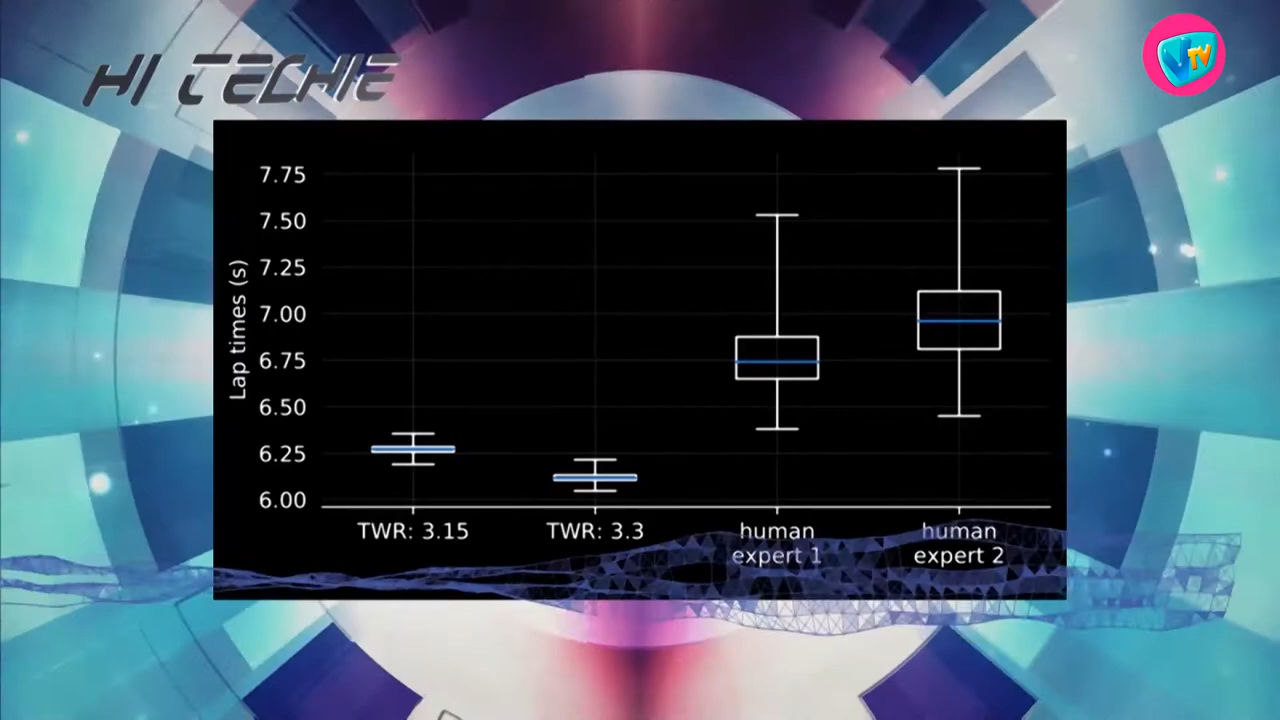 HI TECHIE
V TV
7.75
7.50
7.25
7.00
6.75
6.50
6.25
6.00
Lap times (s)
TWR: 3.15
TWR: 3.3
human
expert 1
human
expert 2